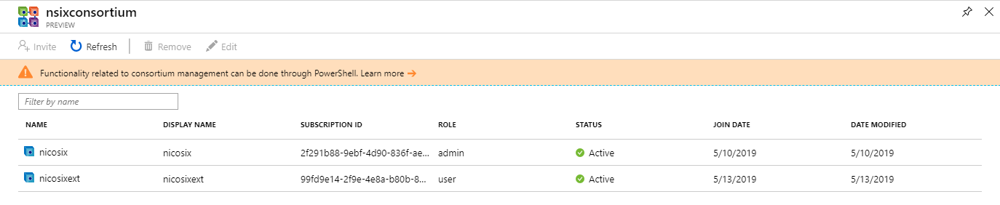 nsixconsortium
PREVIEW
Invite Refresh Remove Edit
Functionality related to consortium management can be done through PowerShell. Learn more →
Filter by name
NAME DISPLAY NAME SUBSCRIPTION ID ROLE STATUS JOIN DATE DATE MODIFIED
nicosix nicosix 2f291b88-9ebf-4d90-836f-ae... admin Active 5/10/2019 5/10/2019
nicosixext nicosixext 99fd9e14-2f9e-4e8a-b80b-8... user Active 5/13/2019 5/13/2019